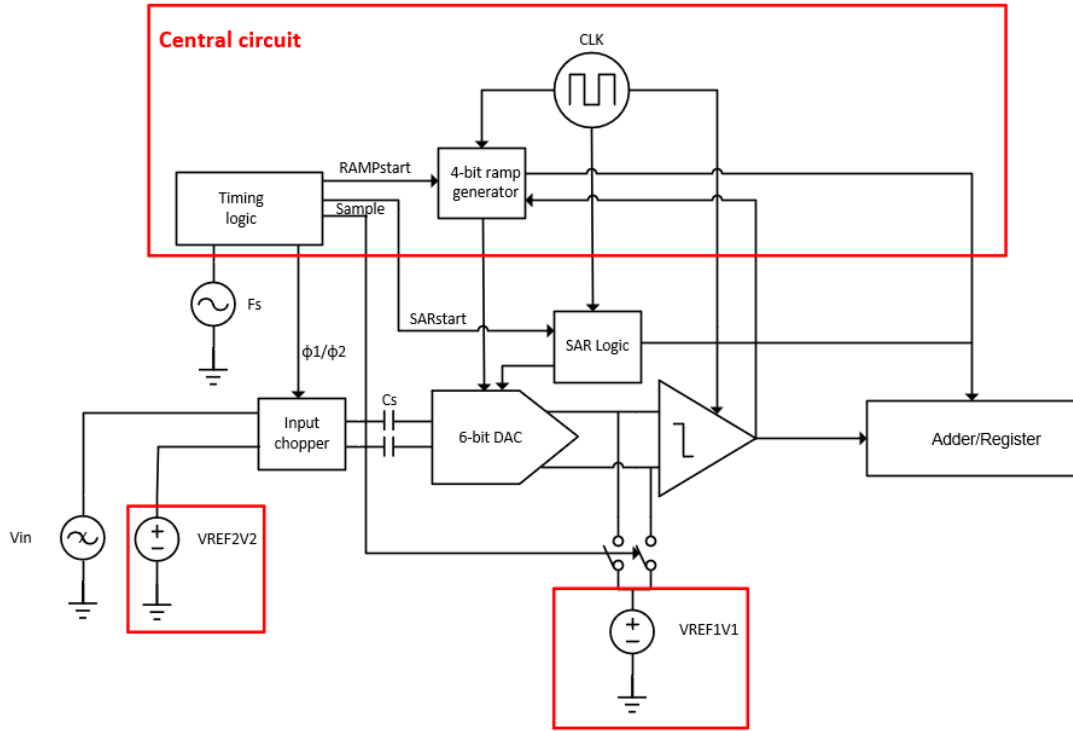 Central circuit
CLK
RAMPstart
4-bit ramp
generator
Timing
logic
Sample
Fs
SARstart
SAR Logic
ϕ1/ϕ2
Cs
Input
chopper
6-bit DAC
Adder/Register
Vin
VREF2V2
VREF1V1